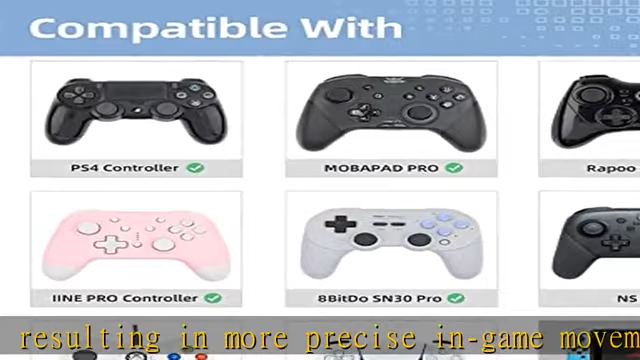 Compatible With
PS4 Controller
MOBAPAD PRO
Rapoo
IINE PRO Controller
8BitDo SN30 Pro
NS
resulting in more precise in-game movem